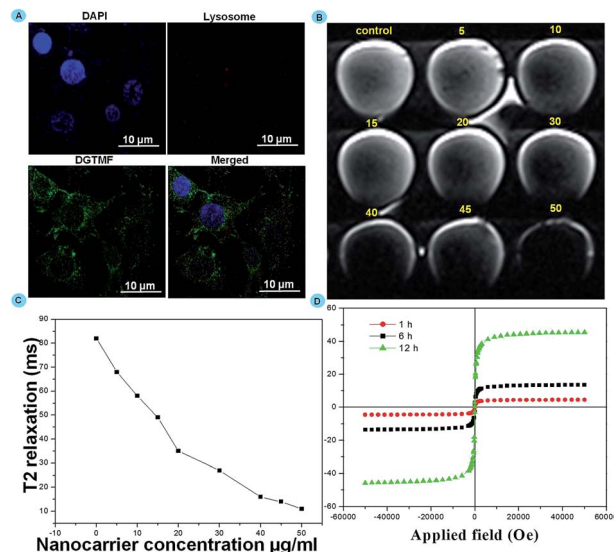 A
DAPI
Lysosome
10 µm
10 µm
DGTMF
Merged
10 µm
10 µm
B
control
5
10
15
20
30
40
45
50
C
90
80
70
60
50
40
30
20
10
T2 relaxation (ms)
0
10
20
30
40
50
Nanocarrier concentration µg/ml
D
1 h
6 h
12 h
60
40
20
0
-20
-40
-60
-60000
-40000
-20000
0
20000
40000
60000
Applied field (Oe)